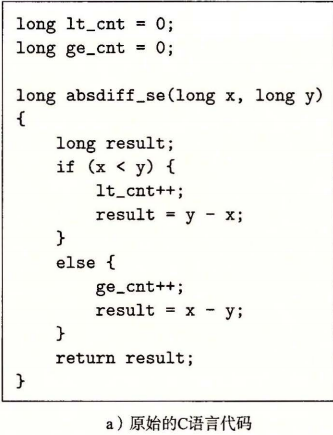 long lt_cnt = 0;
long ge_cnt = 0;

long absdiff_se(long x, long y)
{
    long result;
    if (x < y) {
        lt_cnt++;
        result = y - x;
    }
    else {
        ge_cnt++;
        result = x - y;
    }
    return result;
}
a）原始的C语言代码